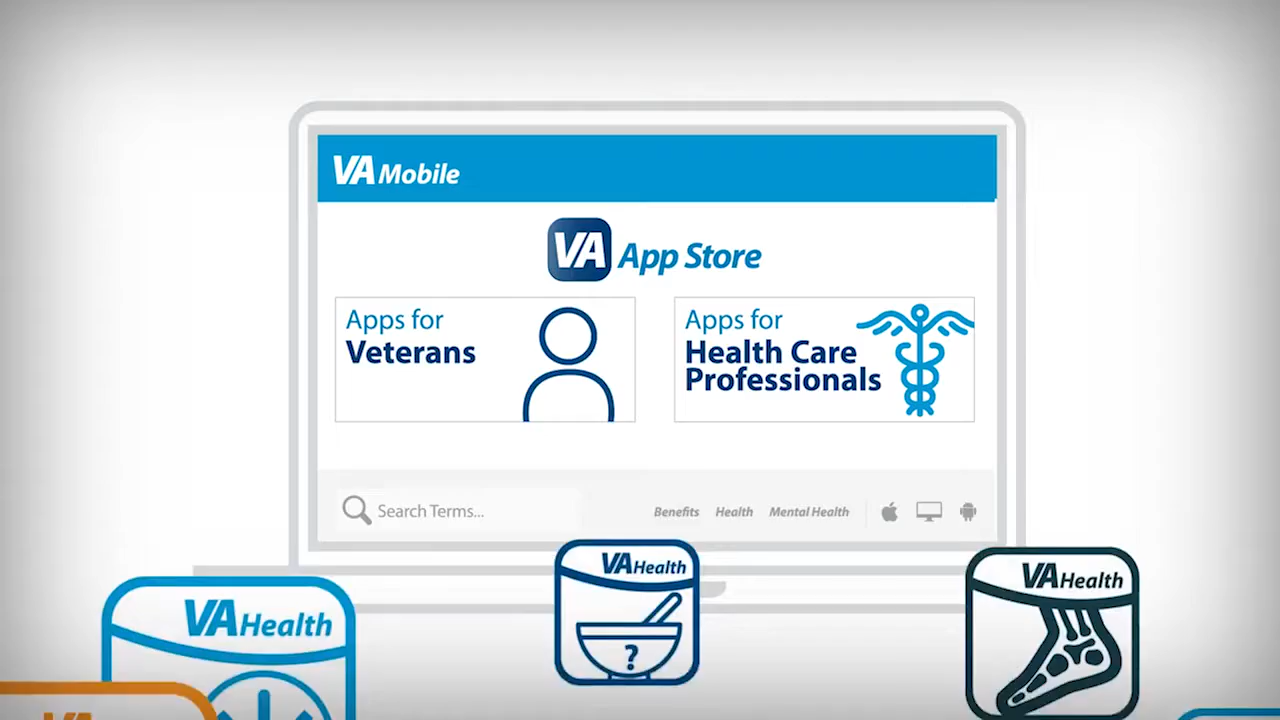 VA Mobile
VA App Store
Apps for
Veterans
Apps for
Health Care
Professionals
Search Terms...
Benefits Health Mental Health
VA Health
?
VA Health
VA Health
VA